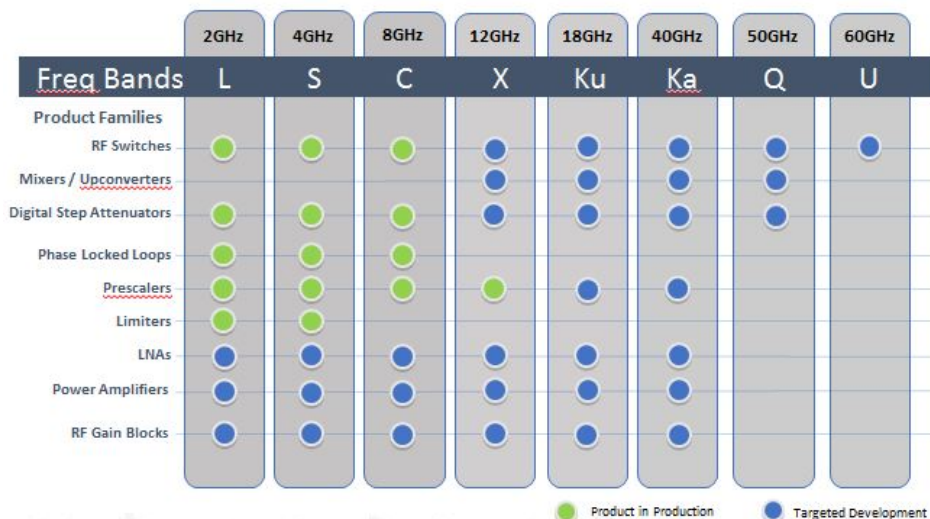 2GHz 4GHz 8GHz 12GHz 18GHz 40GHz 50GHz 60GHz
Freq Bands L S C X Ku Ka Q U
Product Families
RF Switches
Mixers / Upconverters
Digital Step Attenuators
Phase Locked Loops
Prescalers
Limiters
LNAs
Power Amplifiers
RF Gain Blocks
Product in Production Targeted Development